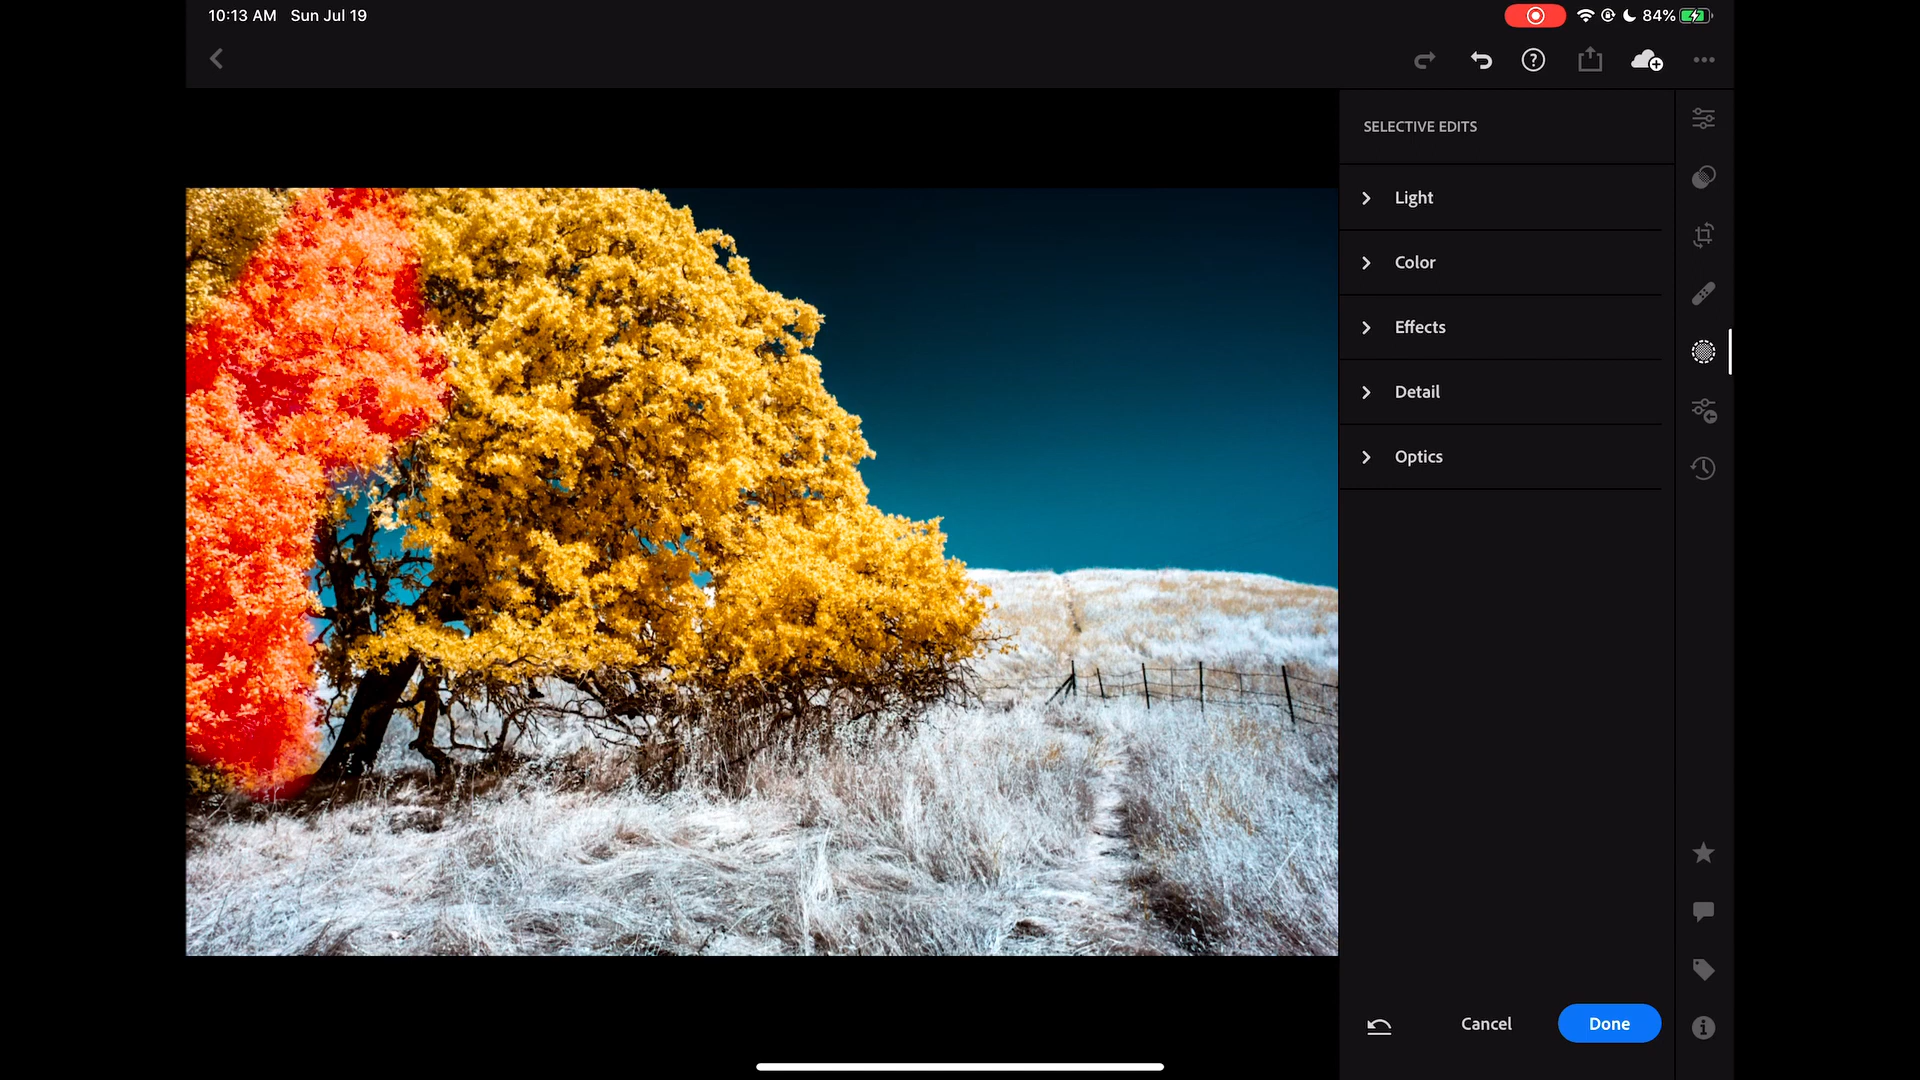 10:13 AM Sun Jul 19
84%
SELECTIVE EDITS
Light
Color
Effects
Detail
Optics
Cancel
Done